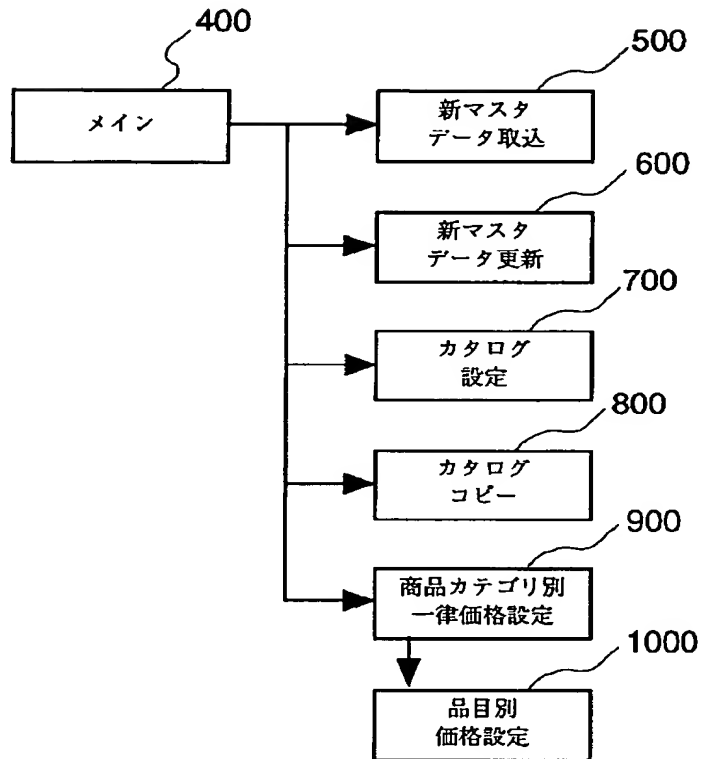 400
メイン
500
新マスタ
データ取込
600
新マスタ
データ更新
700
カタログ
設定
800
カタログ
コピー
900
商品カテゴリ別
一律価格設定
1000
品目別
価格設定